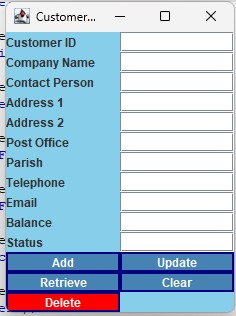 Customer...
Customer ID
Company Name
Contact Person
Address 1
Address 2
Post Office
Parish
Telephone
Email
Balance
Status
Add Update
Retrieve Clear
Delete